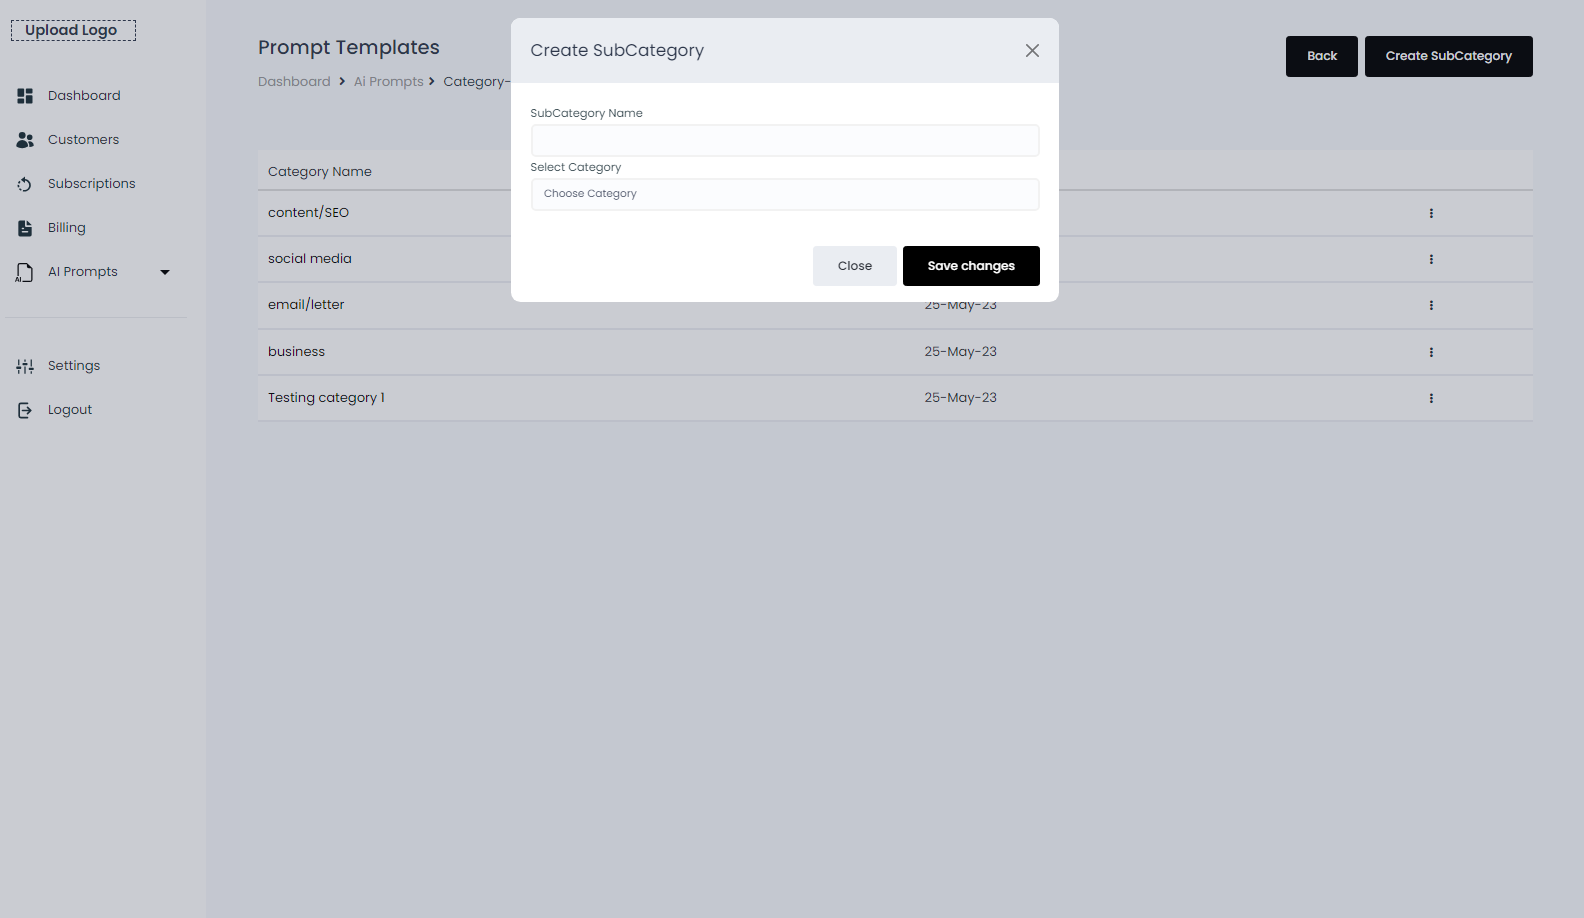 Upload Logo
Dashboard
Customers
Subscriptions
Billing
AI Prompts
Settings
Logout
Prompt Templates
Dashboard > Ai Prompts > Category-
Back
Create SubCategory
Category Name
content/SEO
social media
email/letter 25-May-23
business 25-May-23
Testing category 1 25-May-23
Create SubCategory
SubCategory Name
Select Category
Choose Category
Close
Save changes